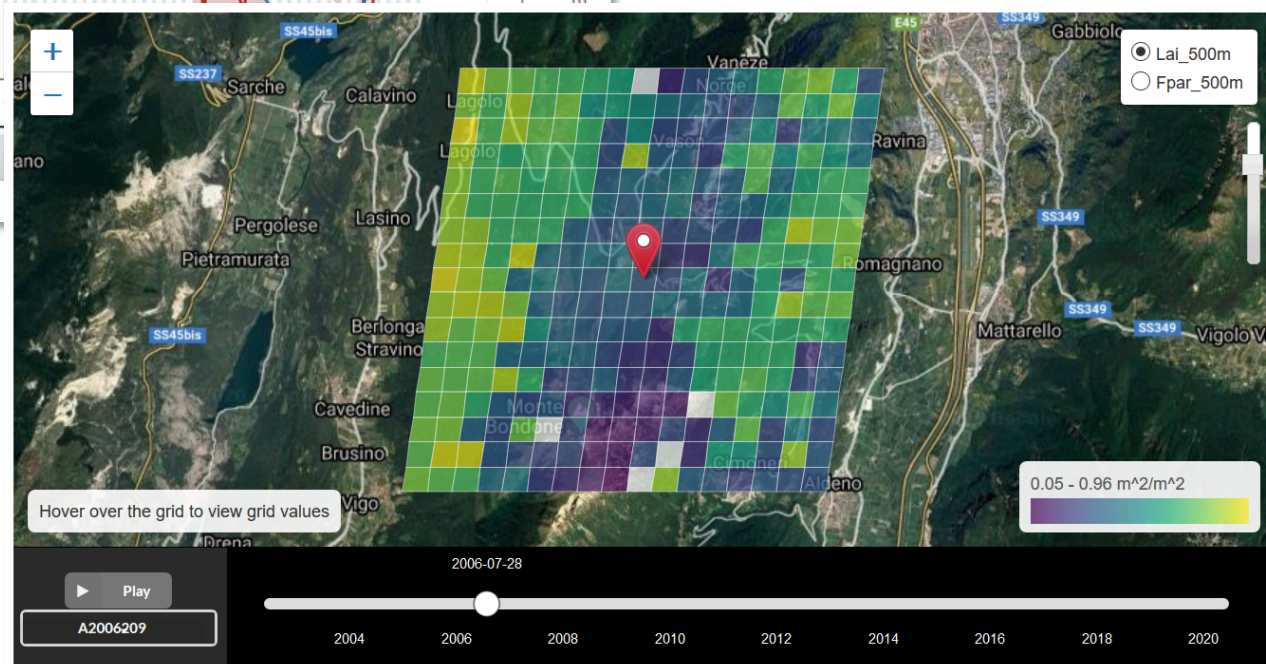 SS45bis
E45
SS349
Gabbiolo
+
−
SS237
Sarche
Calavino
Vaneze
Lai_500m
Fpar_500m
Lagolo
Norge
Vason
Ravina
Lagolo
ano
Lasino
Pergolese
SS349
Pietramurata
Romagnano
SS45bis
Berlonga
Stravino
SS349
Mattarello
SS349
Vigolo V
Cavedine
Monte
Bondone
Brusino
Cimoneri
Aldeno
Vigo
0.05 - 0.96 m^2/m^2
Hover over the grid to view grid values
Drena
2006-07-28
Play
A2006209
2004 2006 2008 2010 2012 2014 2016 2018 2020